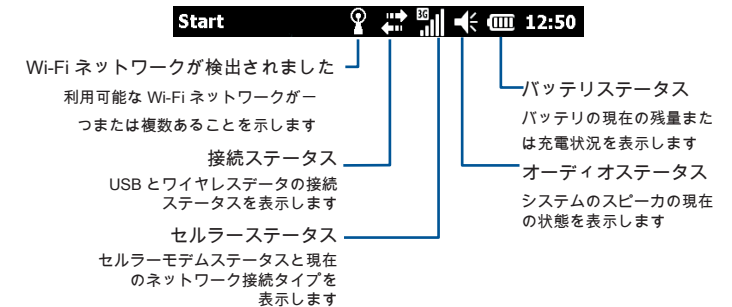 Start 3G 12:50
Wi-Fi ネットワークが検出されました
利用可能な Wi-Fi ネットワークが一
つまたは複数あることを示します
接続ステータス
USB とワイヤレスデータの接続
ステータスを表示します
セルラーステータス
セルラーモデムステータスと現在
のネットワーク接続タイプを
表示します
バッテリステータス
バッテリの現在の残量また
は充電状況を表示します
オーディオステータス
システムのスピーカの現在
の状態を表示します